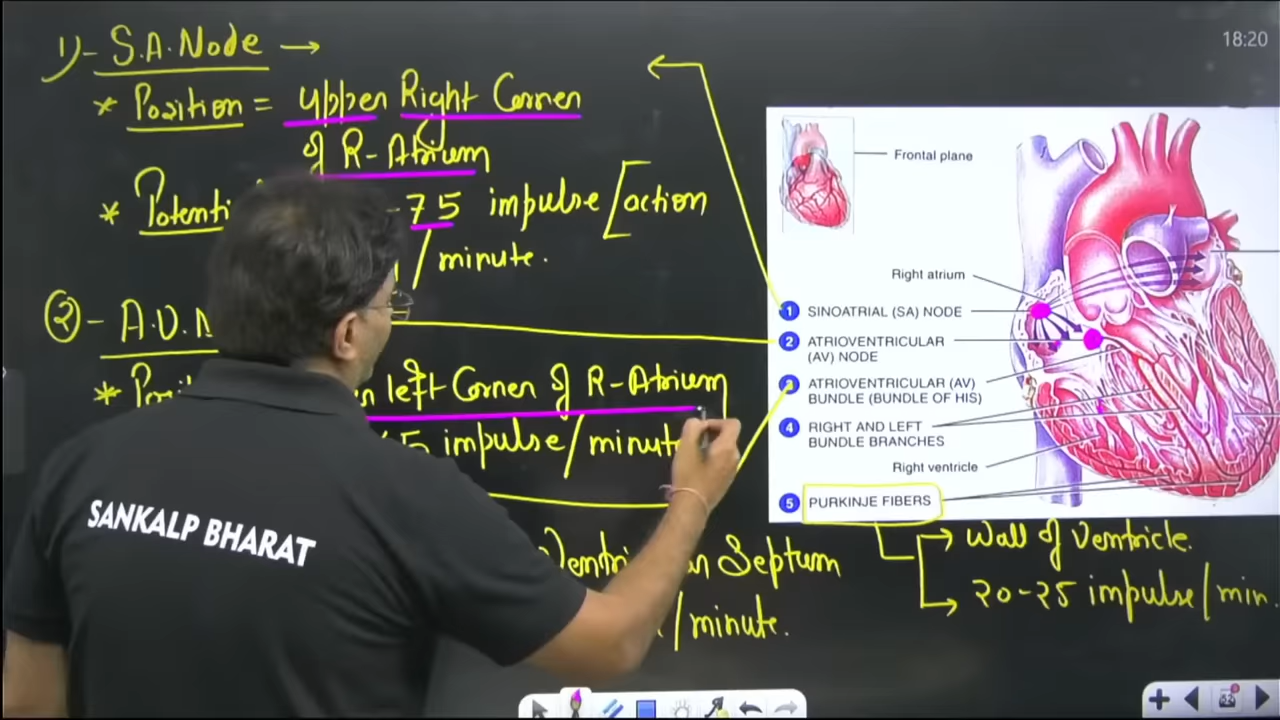 1)- S.A. Node →
* Position = upper Right Corner
of R-Atrium
* Potenti
-75 impulse/[action
/minute.
② - A.V. N
* Posi
n left Corner of R-Atrium
5 impulse/minute
Ventri
n Septum
/minute.
18:20
Frontal plane
Right atrium
1 SINOATRIAL (SA) NODE
2 ATRIOVENTRICULAR
(AV) NODE
3 ATRIOVENTRICULAR (AV)
BUNDLE (BUNDLE OF HIS)
4 RIGHT AND LEFT
BUNDLE BRANCHES
Right ventricle
5 PURKINJE FIBERS
→ Wall of Ventricle.
→ 20-25 impulse/min.
SANKALP BHARAT